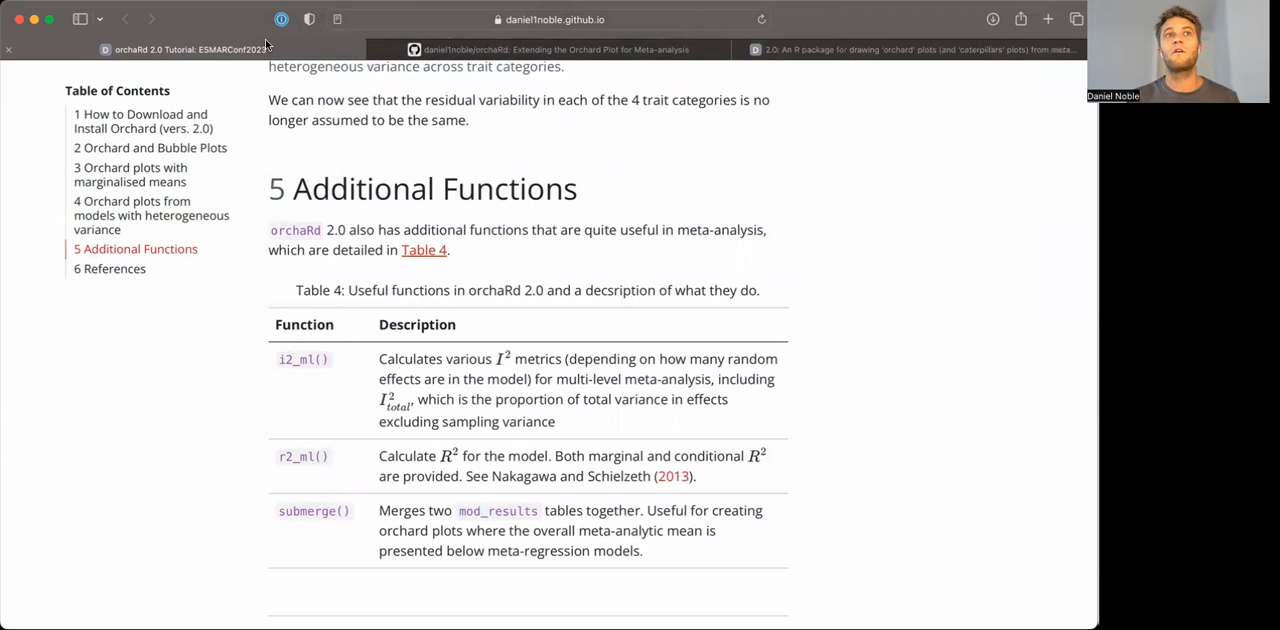 daniel1noble.github.io
orchaRd 2.0 Tutorial: ESMARConf2023
daniel1noble/orchaRd: Extending the Orchard Plot for Meta-analysis
2.0: An R package for drawing 'orchard' plots (and 'caterpillars' plots) from meta...
Daniel Noble
Table of Contents
1 How to Download and
Install Orchard (vers. 2.0)
2 Orchard and Bubble Plots
3 Orchard plots with
marginalised means
4 Orchard plots from
models with heterogeneous
variance
5 Additional Functions
6 References
heterogeneous variance across trait categories.
We can now see that the residual variability in each of the 4 trait categories is no
longer assumed to be the same.
5 Additional Functions
orchaRd 2.0 also has additional functions that are quite useful in meta-analysis,
which are detailed in Table 4.
Table 4: Useful functions in orchaRd 2.0 and a decsription of what they do.
Function Description
i2_ml() Calculates various I² metrics (depending on how many random
effects are in the model) for multi-level meta-analysis, including
I²total, which is the proportion of total variance in effects
excluding sampling variance
r2_ml() Calculate R² for the model. Both marginal and conditional R²
are provided. See Nakagawa and Schielzeth (2013).
submerge() Merges two mod_results tables together. Useful for creating
orchard plots where the overall meta-analytic mean is
presented below meta-regression models.